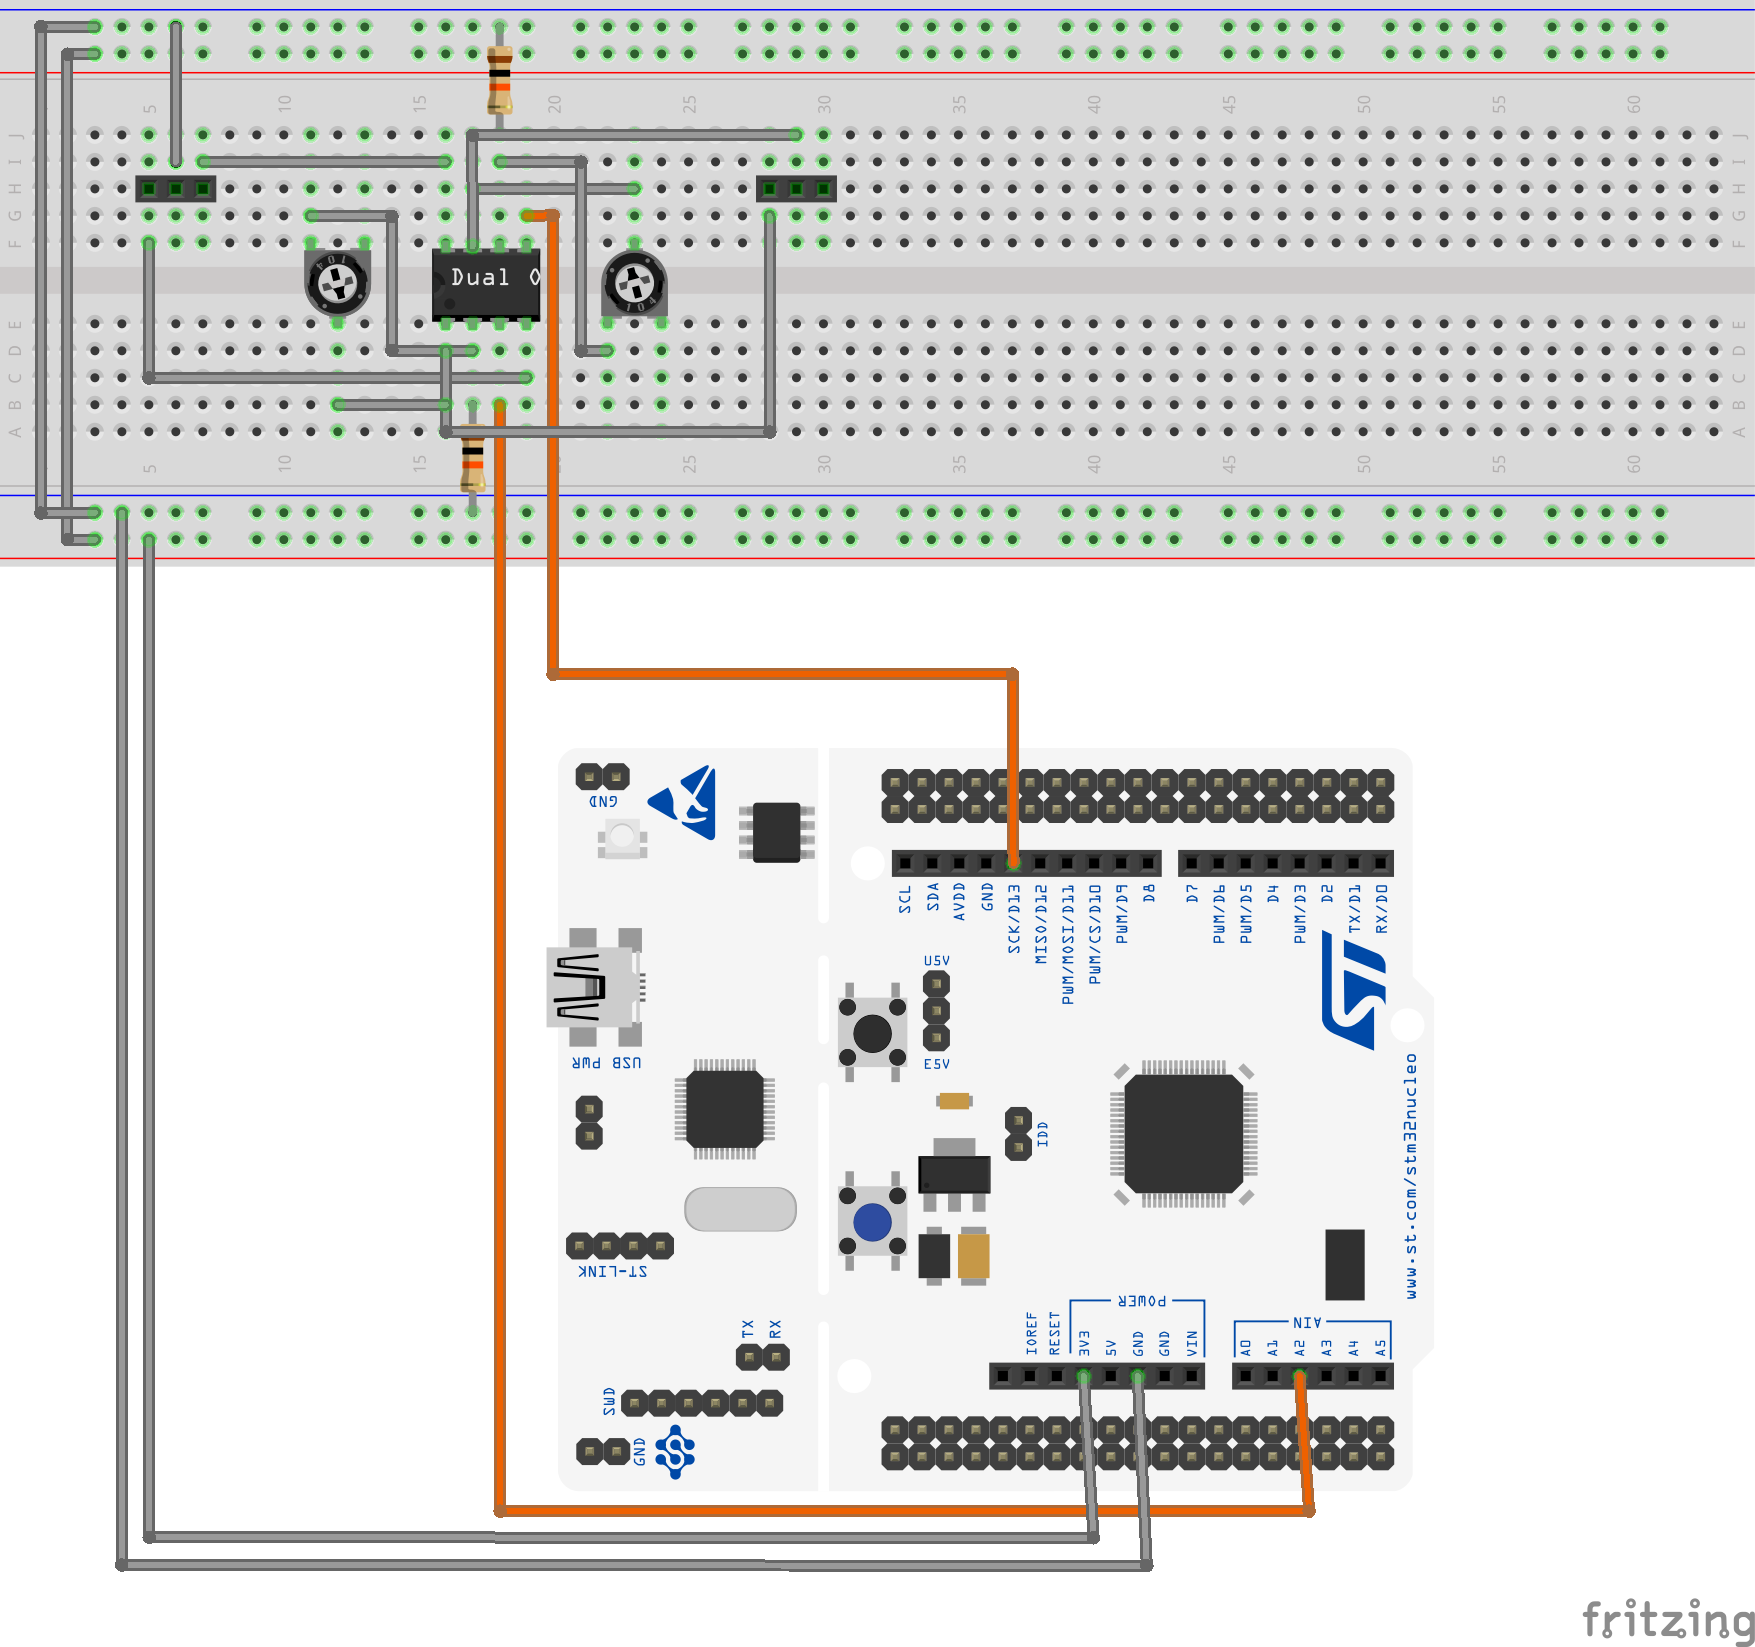 5 10 15 20 25 30 35 40 45 50 55 60
J J
I I
H H
G G
F F
104
Dual O
104
E E
D D
C C
B B
A A
5 10 15 20 25 30 35 40 45 50 55 60
GND
SCL SDA AVDD GND SCK/D13 MISO/D12 PWM/MOSI/D11 PWM/CS/D10 PWM/D9 D8 D7 PWM/D6 PWM/D5 D4 PWM/D3 D2 TX/D1 RX/D0
U5V
E5V
USB PWR
IDD
www.st.com/stm32nucleo
ST-LINK
POWER
AIN
TX RX
IOREF RESET 3V3 5V GND GND VIN
A0 A1 A2 A3 A4 A5
SWD
GND
fritzing